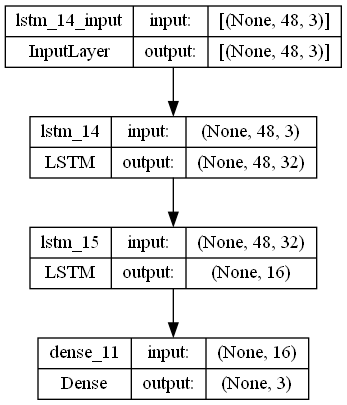 lstm_14_input input: [(None, 48, 3)]
InputLayer output: [(None, 48, 3)]
lstm_14 input: (None, 48, 3)
LSTM output: (None, 48, 32)
lstm_15 input: (None, 48, 32)
LSTM output: (None, 16)
dense_11 input: (None, 16)
Dense output: (None, 3)